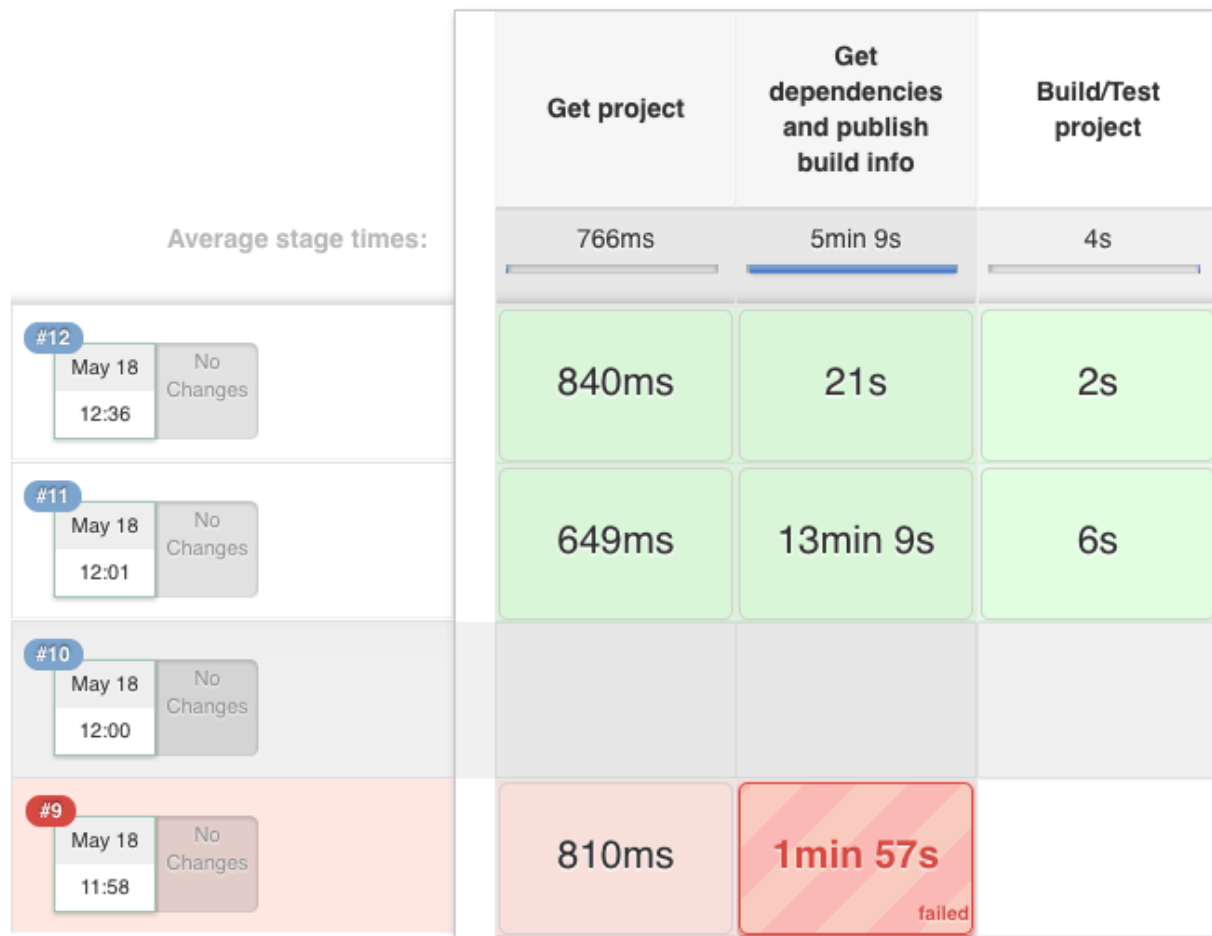 Get project
Get
dependencies
and publish
build info
Build/Test
project
Average stage times:
766ms
5min 9s
4s
#12
May 18
12:36
No
Changes
840ms
21s
2s
#11
May 18
12:01
No
Changes
649ms
13min 9s
6s
#10
May 18
12:00
No
Changes
#9
May 18
11:58
No
Changes
810ms
1min 57s
failed